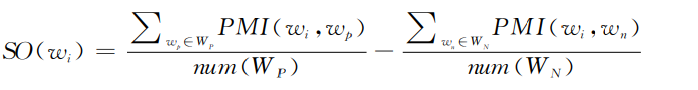 SO(w_i) = \frac{\sum_{w_p \in W_P} PMI(w_i, w_p)}{num(W_P)} - \frac{\sum_{w_n \in W_N} PMI(w_i, w_n)}{num(W_N)}